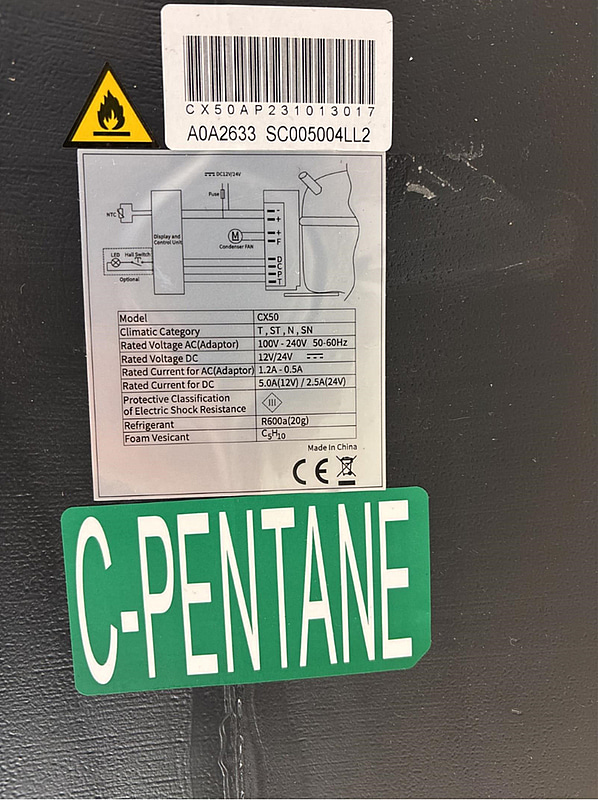 CX50AP231013017
A0A2633 SC005004LL2
DC12V/24V
Fuse
NTC
Display and
Control Unit
M
Condenser FAN
LED Hall Switch
Optional
-
+
+
F
D
C
P
T
Model CX50
Climatic Category T , ST , N , SN
Rated Voltage AC(Adaptor) 100V - 240V 50-60Hz
Rated Voltage DC 12V/24V
Rated Current for AC(Adaptor) 1.2A - 0.5A
Rated Current for DC 5.0A(12V) / 2.5A(24V)
Protective Classification
of Electric Shock Resistance III
Refrigerant R600a(20g)
Foam Vesicant C5H10
Made In China
CE
C-PENTANE